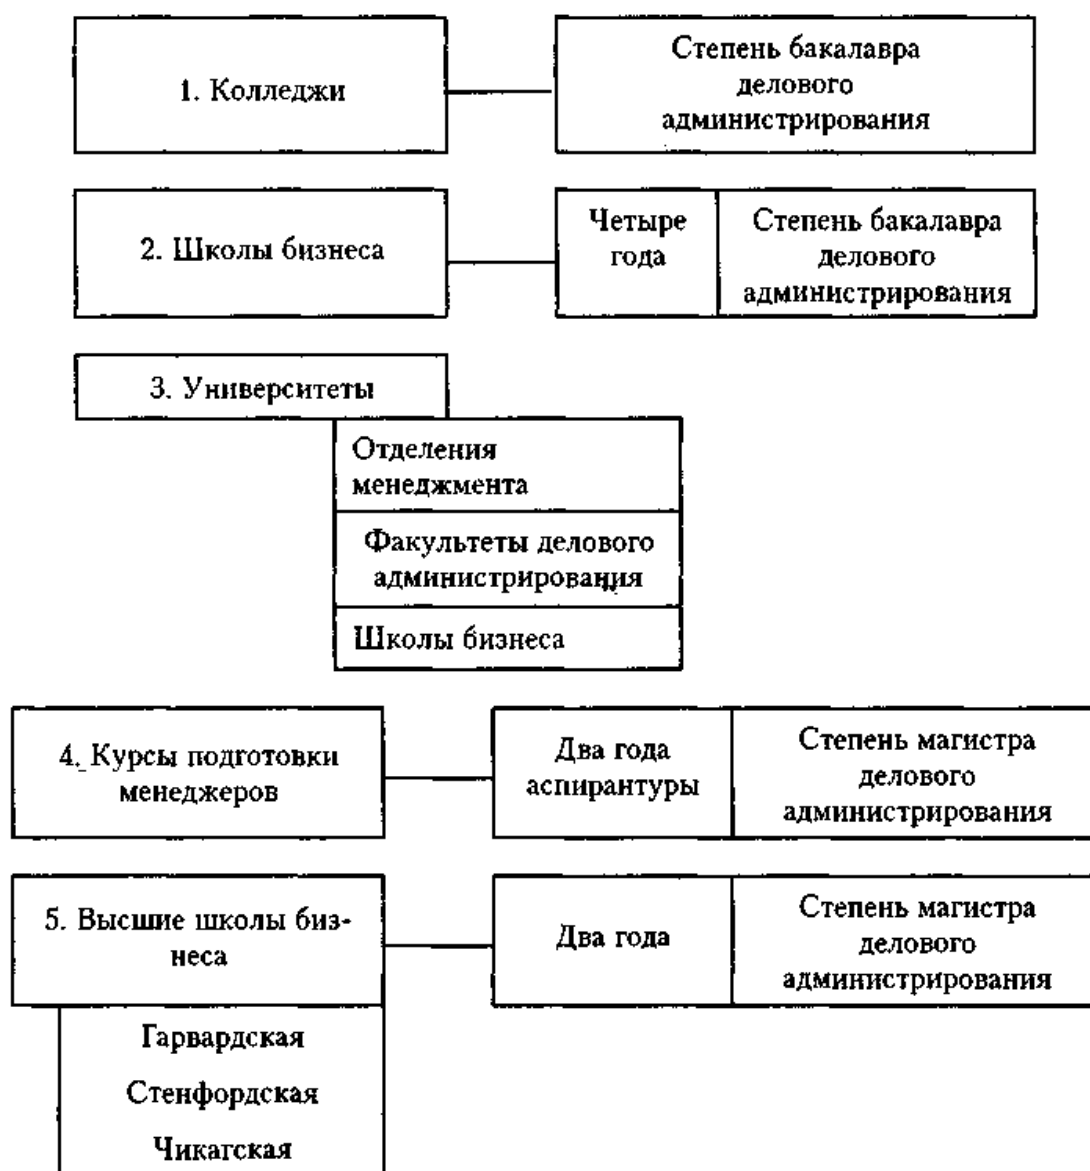 1. Колледжи
Степень бакалавра
делового
администрирования
2. Школы бизнеса
Четыре
года
Степень бакалавра
делового
администрирования
3. Университеты
Отделения
менеджмента
Факультеты делового
администрирования
Школы бизнеса
4. Курсы подготовки
менеджеров
Два года
аспирантуры
Степень магистра
делового
администрирования
5. Высшие школы биз-
неса
Два года
Степень магистра
делового
администрирования
Гарвардская
Стенфордская
Чикагская